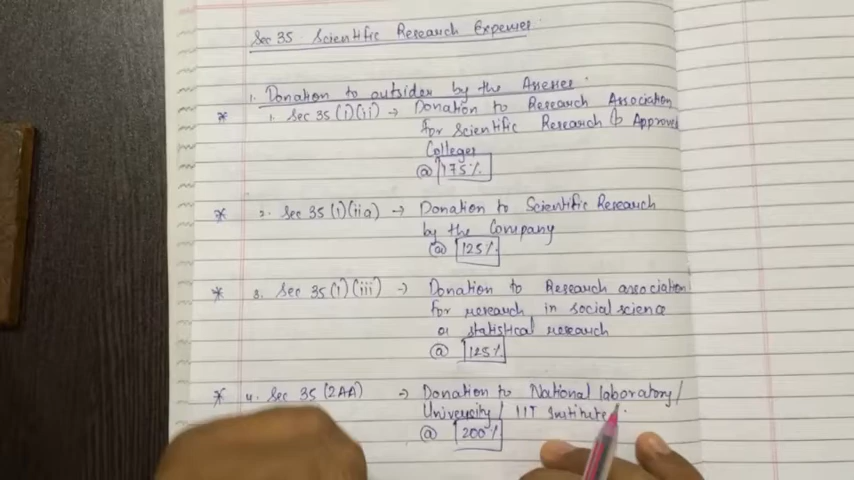 Sec 35 Scientific Research Expenses
1. Donation to outsider by the Assessee
* 1. Sec 35(1)(ii) → Donation to Research Association
for Scientific Research & Approved
Colleges
@ 175%
* 2. Sec 35(1)(iia) → Donation to Scientific Research
by the Company
@ 125%
* 3. Sec 35(1)(iii) → Donation to Research association
for research in social science
or statistical research
@ 125%
* 4. Sec 35(2AA) → Donation to National laboratory/
University/ IIT Institute.
@ 200%